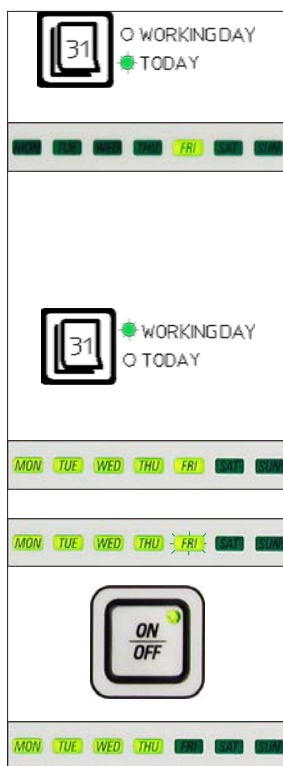 31
WORKINGDAY
TODAY
MON TUE WED THU FRI SAT SUN
31
WORKINGDAY
TODAY
MON TUE WED THU FRI SAT SUN
MON TUE WED THU FRI SAT SUN
ON
OFF
MON TUE WED THU FRI SAT SUN